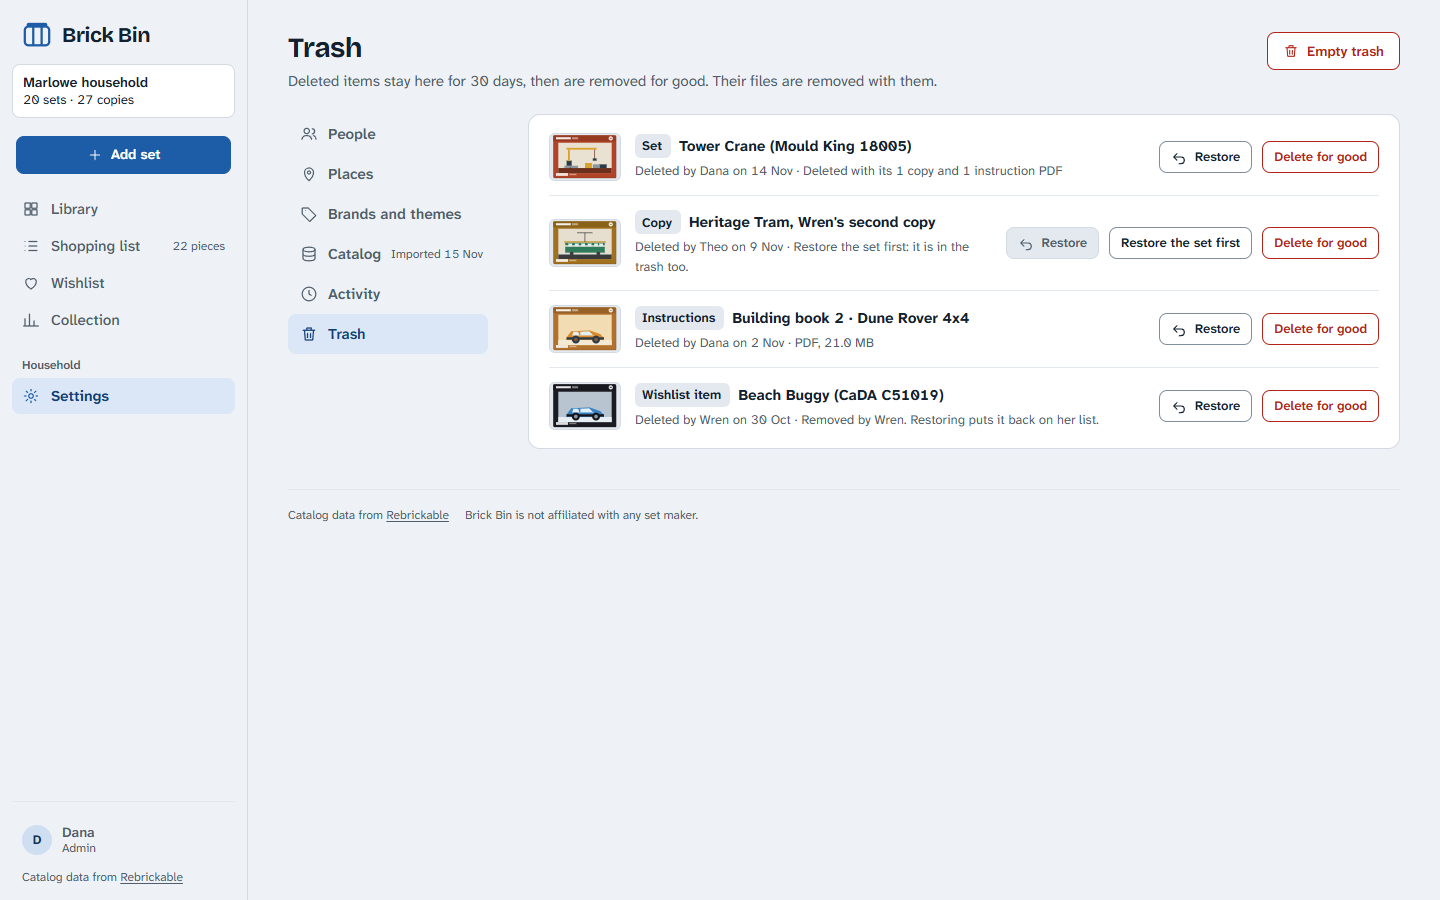 Brick Bin
Marlowe household
20 sets · 27 copies
Add set
Library
Shopping list 22 pieces
Wishlist
Collection
Household
Settings
D
Dana
Admin
Catalog data from Rebrickable
Trash
Deleted items stay here for 30 days, then are removed for good. Their files are removed with them.
Empty trash
People
Places
Brands and themes
Catalog Imported 15 Nov
Activity
Trash
Set Tower Crane (Mould King 18005)
Deleted by Dana on 14 Nov · Deleted with its 1 copy and 1 instruction PDF
Restore Delete for good
Copy Heritage Tram, Wren's second copy
Deleted by Theo on 9 Nov · Restore the set first: it is in the
trash too.
Restore Restore the set first Delete for good
Instructions Building book 2 · Dune Rover 4x4
Deleted by Dana on 2 Nov · PDF, 21.0 MB
Restore Delete for good
Wishlist item Beach Buggy (CaDA C51019)
Deleted by Wren on 30 Oct · Removed by Wren. Restoring puts it back on her list.
Restore Delete for good
Catalog data from Rebrickable Brick Bin is not affiliated with any set maker.